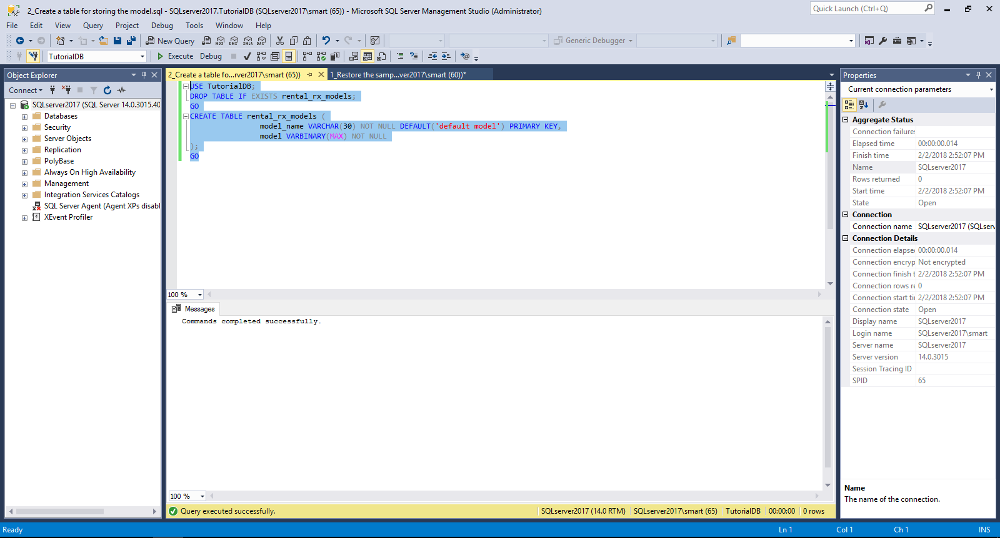 2_Create a table for storing the model.sql - SQLserver2017.TutorialDB (SQLserver2017\smart (65)) - Microsoft SQL Server Management Studio (Administrator)
Quick Launch (Ctrl+Q)
File Edit View Query Project Debug Tools Window Help
New Query MDX DMX XMLA DAX Generic Debugger
TutorialDB Execute Debug
Object Explorer
Connect
SQLserver2017 (SQL Server 14.0.3015.40
Databases
Security
Server Objects
Replication
PolyBase
Always On High Availability
Management
Integration Services Catalogs
SQL Server Agent (Agent XPs disabl
XEvent Profiler
2_Create a table fo...rver2017\smart (65)) 1_Restore the samp...ver2017\smart (60))*
USE TutorialDB;
DROP TABLE IF EXISTS rental_rx_models;
GO
CREATE TABLE rental_rx_models (
model_name VARCHAR(30) NOT NULL DEFAULT('default model') PRIMARY KEY,
model VARBINARY(MAX) NOT NULL
);
GO
100 %
Messages
Commands completed successfully.
100 %
Query executed successfully. SQLserver2017 (14.0 RTM) SQLserver2017\smart (65) TutorialDB 00:00:00 0 rows
Properties
Current connection parameters
Aggregate Status
Connection failures
Elapsed time 00:00:00.014
Finish time 2/2/2018 2:52:07 PM
Name SQLserver2017
Rows returned 0
Start time 2/2/2018 2:52:07 PM
State Open
Connection
Connection name SQLserver2017 (SQLserv
Connection Details
Connection elapse 00:00:00.014
Connection encryp Not encrypted
Connection finish t 2/2/2018 2:52:07 PM
Connection rows re 0
Connection start ti 2/2/2018 2:52:07 PM
Connection state Open
Display name SQLserver2017
Login name SQLserver2017\smart
Server name SQLserver2017
Server version 14.0.3015
Session Tracing ID
SPID 65
Name
The name of the connection.
Ready Ln 1 Col 1 Ch 1 INS